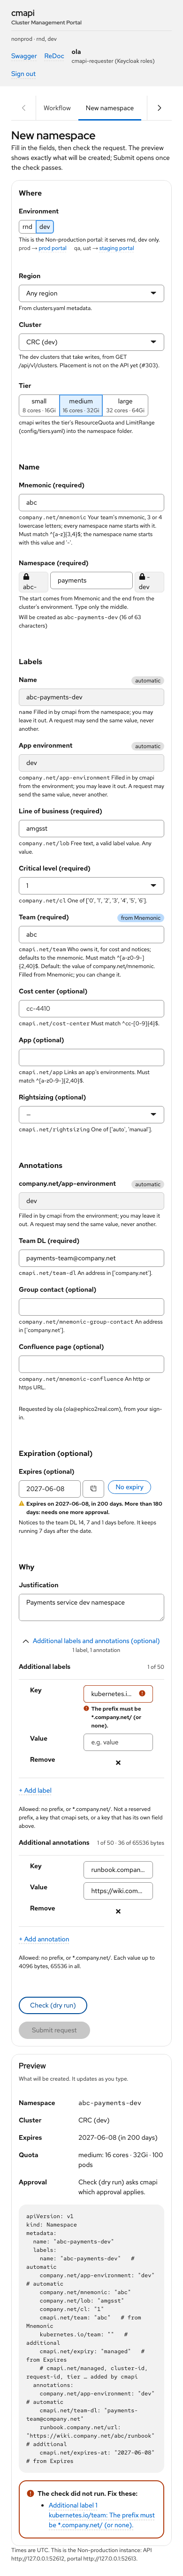 cmapi
Cluster Management Portal
nonprod · rnd, dev
Swagger ReDoc ola
cmapi-requester (Keycloak roles)
Sign out
Workflow New namespace
New namespace
Fill in the fields, then check the request. The preview
shows exactly what will be created; Submit opens once
the check passes.
Where
Environment
rnd dev
This is the Non-production portal: it serves rnd, dev only.
prod → prod portal qa, uat → staging portal
Region
Any region
From clusters.yaml metadata.
Cluster
CRC (dev)
The dev clusters that take writes, from GET
/api/v1/clusters. Placement is not on the API yet (#303).
Tier
small medium large
8 cores · 16Gi 16 cores · 32Gi 32 cores · 64Gi
cmapi writes the tier's ResourceQuota and LimitRange
(config/tiers.yaml) into the namespace folder.
Name
Mnemonic (required)
abc
company.net/mnemonic Your team's mnemonic, 3 or 4
lowercase letters; every namespace name starts with it.
Must match ^[a-z]{3,4}$; the namespace name starts
with this value and '-'.
Namespace (required)
abc- payments -dev
The start comes from Mnemonic and the end from the
cluster's environment. Type only the middle.
Will be created as abc-payments-dev (16 of 63
characters)
Labels
Name automatic
abc-payments-dev
name Filled in by cmapi from the namespace; you may
leave it out. A request may send the same value, never
another.
App environment automatic
dev
company.net/app-environment Filled in by cmapi
from the environment; you may leave it out. A request may
send the same value, never another.
Line of business (required)
amgsst
company.net/lob Free text, a valid label value. Any
value.
Critical level (required)
1
company.net/cl One of ['0', '1', '2', '3', '4', '5', '6'].
Team (required) from Mnemonic
abc
cmapi.net/team Who owns it, for cost and notices;
defaults to the mnemonic. Must match ^[a-z0-9-]
{2,40}$. Default: the value of company.net/mnemonic.
Filled from Mnemonic; you can change it.
Cost center (optional)
cc-4410
cmapi.net/cost-center Must match ^cc-[0-9]{4}$.
App (optional)
cmapi.net/app Links an app's environments. Must
match ^[a-z0-9-]{2,40}$.
Rightsizing (optional)
—
cmapi.net/rightsizing One of ['auto', 'manual'].
Annotations
company.net/app-environment automatic
dev
Filled in by cmapi from the environment; you may leave it
out. A request may send the same value, never another.
Team DL (required)
payments-team@company.net
cmapi.net/team-dl An address in ['company.net'].
Group contact (optional)
company.net/mnemonic-group-contact An address
in ['company.net'].
Confluence page (optional)
company.net/mnemonic-confluence An http or
https URL.
Requested by ola (ola@ephico2real.com), from your sign-
in.
Expiration (optional)
Expires (optional)
2027-06-08 No expiry
Expires on 2027-06-08, in 200 days. More than 180
days: needs one more approval.
Notices to the team DL 14, 7 and 1 days before. It keeps
running 7 days after the date.
Why
Justification
Payments service dev namespace
Additional labels and annotations (optional)
1 label, 1 annotation
Additional labels 1 of 50
Key kubernetes.i...
The prefix must be
*.company.net/ (or
none).
Value e.g. value
Remove
+ Add label
Allowed: no prefix, or *.company.net/. Not a reserved
prefix, a key that cmapi sets, or a key that has its own field
above.
Additional annotations 1 of 50 · 36 of 65536 bytes
Key runbook.compan...
Value https://wiki.com...
Remove
+ Add annotation
Allowed: no prefix, or *.company.net/. Each value up to
4096 bytes, 65536 in all.
Check (dry run)
Submit request
Preview
What will be created. It updates as you type.
Namespace abc-payments-dev
Cluster CRC (dev)
Expires 2027-06-08 (in 200 days)
Quota medium: 16 cores · 32Gi · 100
pods
Approval Check (dry run) asks cmapi
which approval applies.
apiVersion: v1
kind: Namespace
metadata:
name: "abc-payments-dev"
labels:
name: "abc-payments-dev" #
automatic
company.net/app-environment: "dev"
# automatic
company.net/mnemonic: "abc"
company.net/lob: "amgsst"
company.net/cl: "1"
cmapi.net/team: "abc" # from
Mnemonic
kubernetes.io/team: "" #
additional
cmapi.net/expiry: "managed" #
from Expires
# cmapi.net/managed, cluster-id,
request-id, tier … added by cmapi
annotations:
company.net/app-environment: "dev"
# automatic
cmapi.net/team-dl: "payments-
team@company.net"
runbook.company.net/url:
"https://wiki.company.net/abc/runbook"
# additional
cmapi.net/expires-at: "2027-06-08"
# from Expires
The check did not run. Fix these:
Additional label 1
kubernetes.io/team: The prefix must
be *.company.net/ (or none).
Times are UTC. This is the Non-production instance: API
http://127.0.0.1:52612, portal http://127.0.0.1:52613.